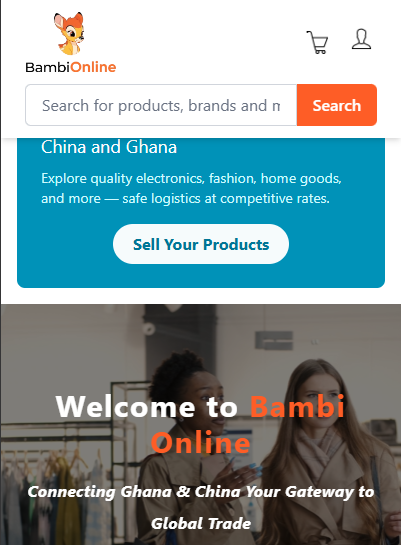 BambiOnline
Search for products, brands and m
Search
China and Ghana
Explore quality electronics, fashion, home goods,
and more — safe logistics at competitive rates.
Sell Your Products
Welcome to Bambi
Online
Connecting Ghana & China Your Gateway to
Global Trade